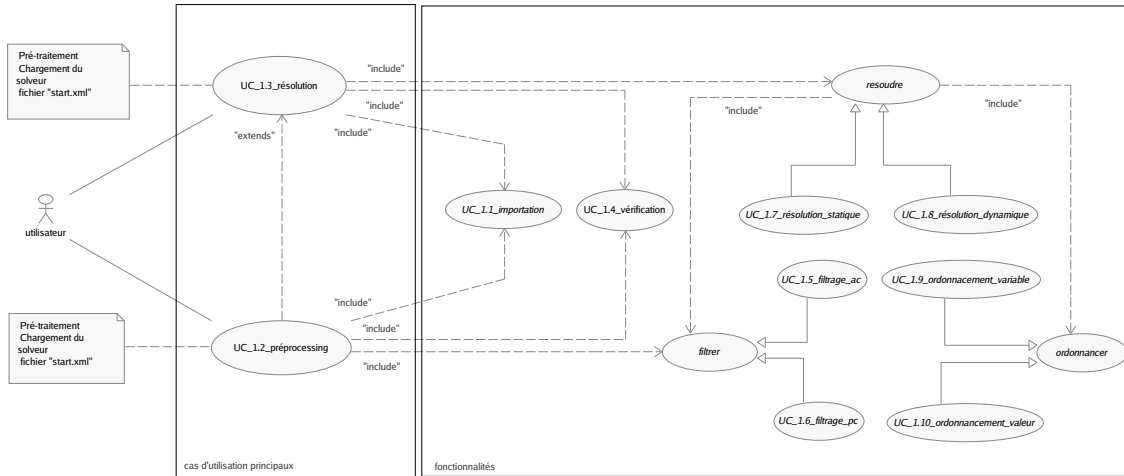 Pré-traitement
Chargement du
solveur
fichier "start.xml"
UC_1.3_résolution
"include"
"include"
"include"
"extends"
resoudre
"include"
"include"
utilisateur
UC_1.1_importation
UC_1.4_vérification
UC_1.7_résolution_statique
UC_1.8_résolution_dynamique
UC_1.5_filtrage_ac
UC_1.9_ordonnacement_variable
Pré-traitement
Chargement du
solveur
fichier "start.xml"
UC_1.2_préprocessing
"include"
"include"
"include"
filtrer
ordonnancer
UC_1.6_filtrage_pc
UC_1.10_ordonnancement_valeur
cas d'utilisation principaux
fonctionnalités